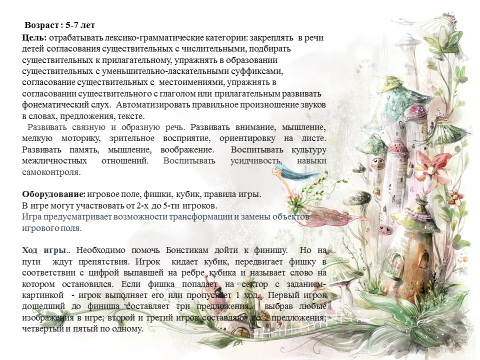 Возраст : 5-7 лет
Цель: отрабатывать лексико-грамматические категории: закреплять в речи
детей согласования существительных с числительными, подбирать
существительных к прилагательному, упражнять в образовании
существительных с уменьшительно-ласкательными суффиксами,
согласование существительных с местоимениями, упражнять в
согласовании существительного с глаголом или прилагательным развивать
фонематический слух. Автоматизировать правильное произношение звуков
в словах, предложения, тексте.
Развивать связную и образную речь. Развивать внимание, мышление,
мелкую моторику, зрительное восприятие, ориентировку на листе.
Развивать память, мышление, воображение. Воспитывать культуру
межличностных отношений. Воспитывать усидчивость, навыки
самоконтроля.
Оборудование: игровое поле, фишки, кубик, правила игры.
В игре могут участвовать от 2-х до 5-ти игроков.
Игра предусматривает возможности трансформации и замены объектов
игрового поля.
Ход игры.. Необходимо помочь Бонстикам дойти к финишу. Но на
пути ждут препятствия. Игрок кидает кубик, передвигает фишку в
соответствии с цифрой выпавшей на ребре кубика и называет слово на
котором остановился. Если фишка попадает на сектор с заданием-
картинкой - игрок выполняет его или пропускает 1 ход. Первый игрок
дошедший до финиша составляет три предложения, выбрав любые
изображения в игре; второй и третий игрок составляют по 2 предложения;
четвертый и пятый по одному.